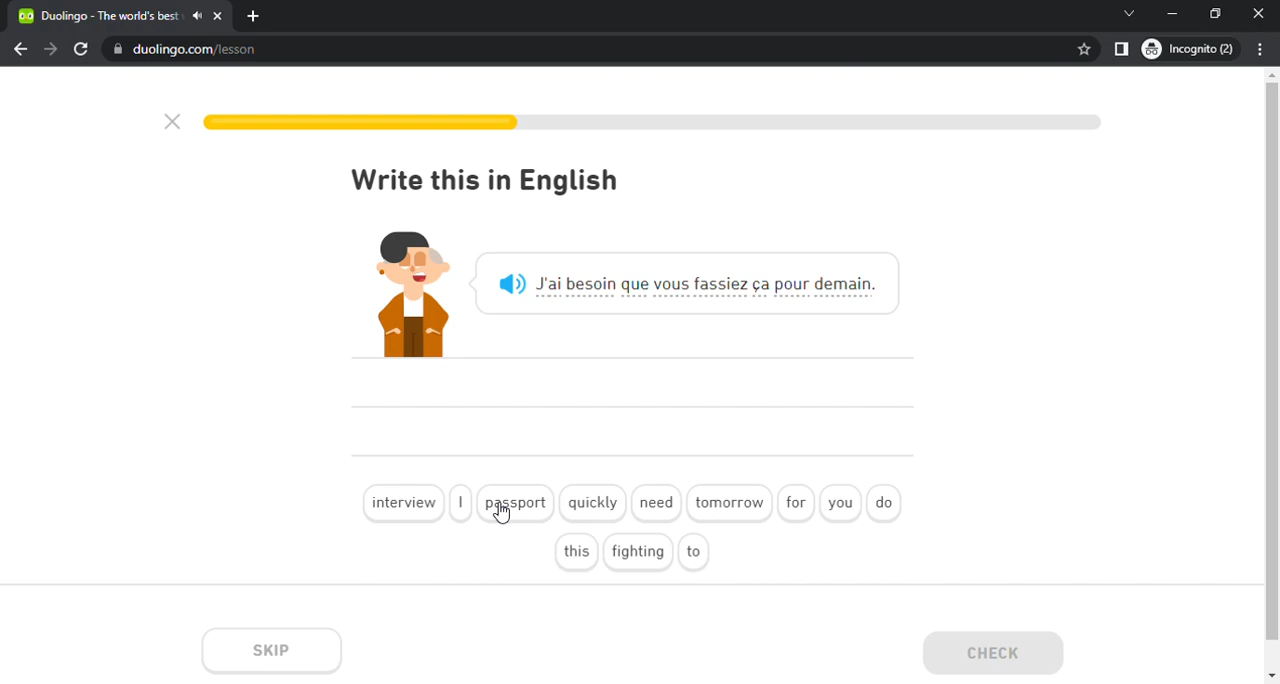 Duolingo - The world's best
duolingo.com/lesson
Incognito (2)
Write this in English
J'ai besoin que vous fassiez ça pour demain.
interview I passport quickly need tomorrow for you do
this fighting to
SKIP
CHECK